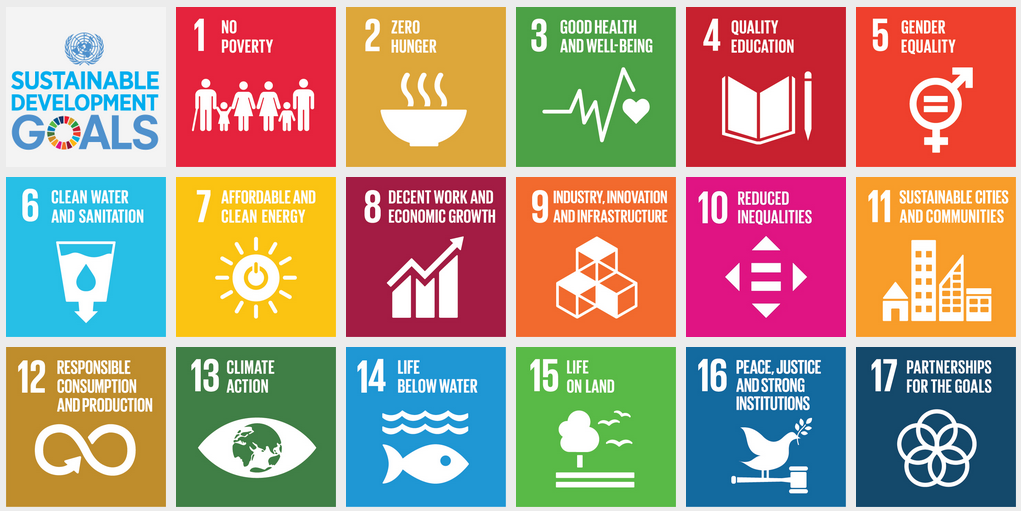 SUSTAINABLE
DEVELOPMENT
GOALS
1 NO
POVERTY
2 ZERO
HUNGER
3 GOOD HEALTH
AND WELL-BEING
4 QUALITY
EDUCATION
5 GENDER
EQUALITY
6 CLEAN WATER
AND SANITATION
7 AFFORDABLE AND
CLEAN ENERGY
8 DECENT WORK AND
ECONOMIC GROWTH
9 INDUSTRY, INNOVATION
AND INFRASTRUCTURE
10 REDUCED
INEQUALITIES
11 SUSTAINABLE CITIES
AND COMMUNITIES
12 RESPONSIBLE
CONSUMPTION
AND PRODUCTION
13 CLIMATE
ACTION
14 LIFE
BELOW WATER
15 LIFE
ON LAND
16 PEACE, JUSTICE
AND STRONG
INSTITUTIONS
17 PARTNERSHIPS
FOR THE GOALS